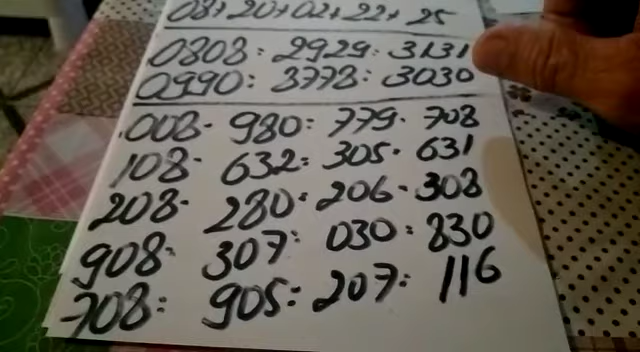 08+20+02+22+25
0808: 2929: 3131
0990: 3773: 3030
008- 980: 779- 708
108- 632: 305- 631
208- 280: 206- 308
908- 307: 030: 830
708: 905: 207: 116